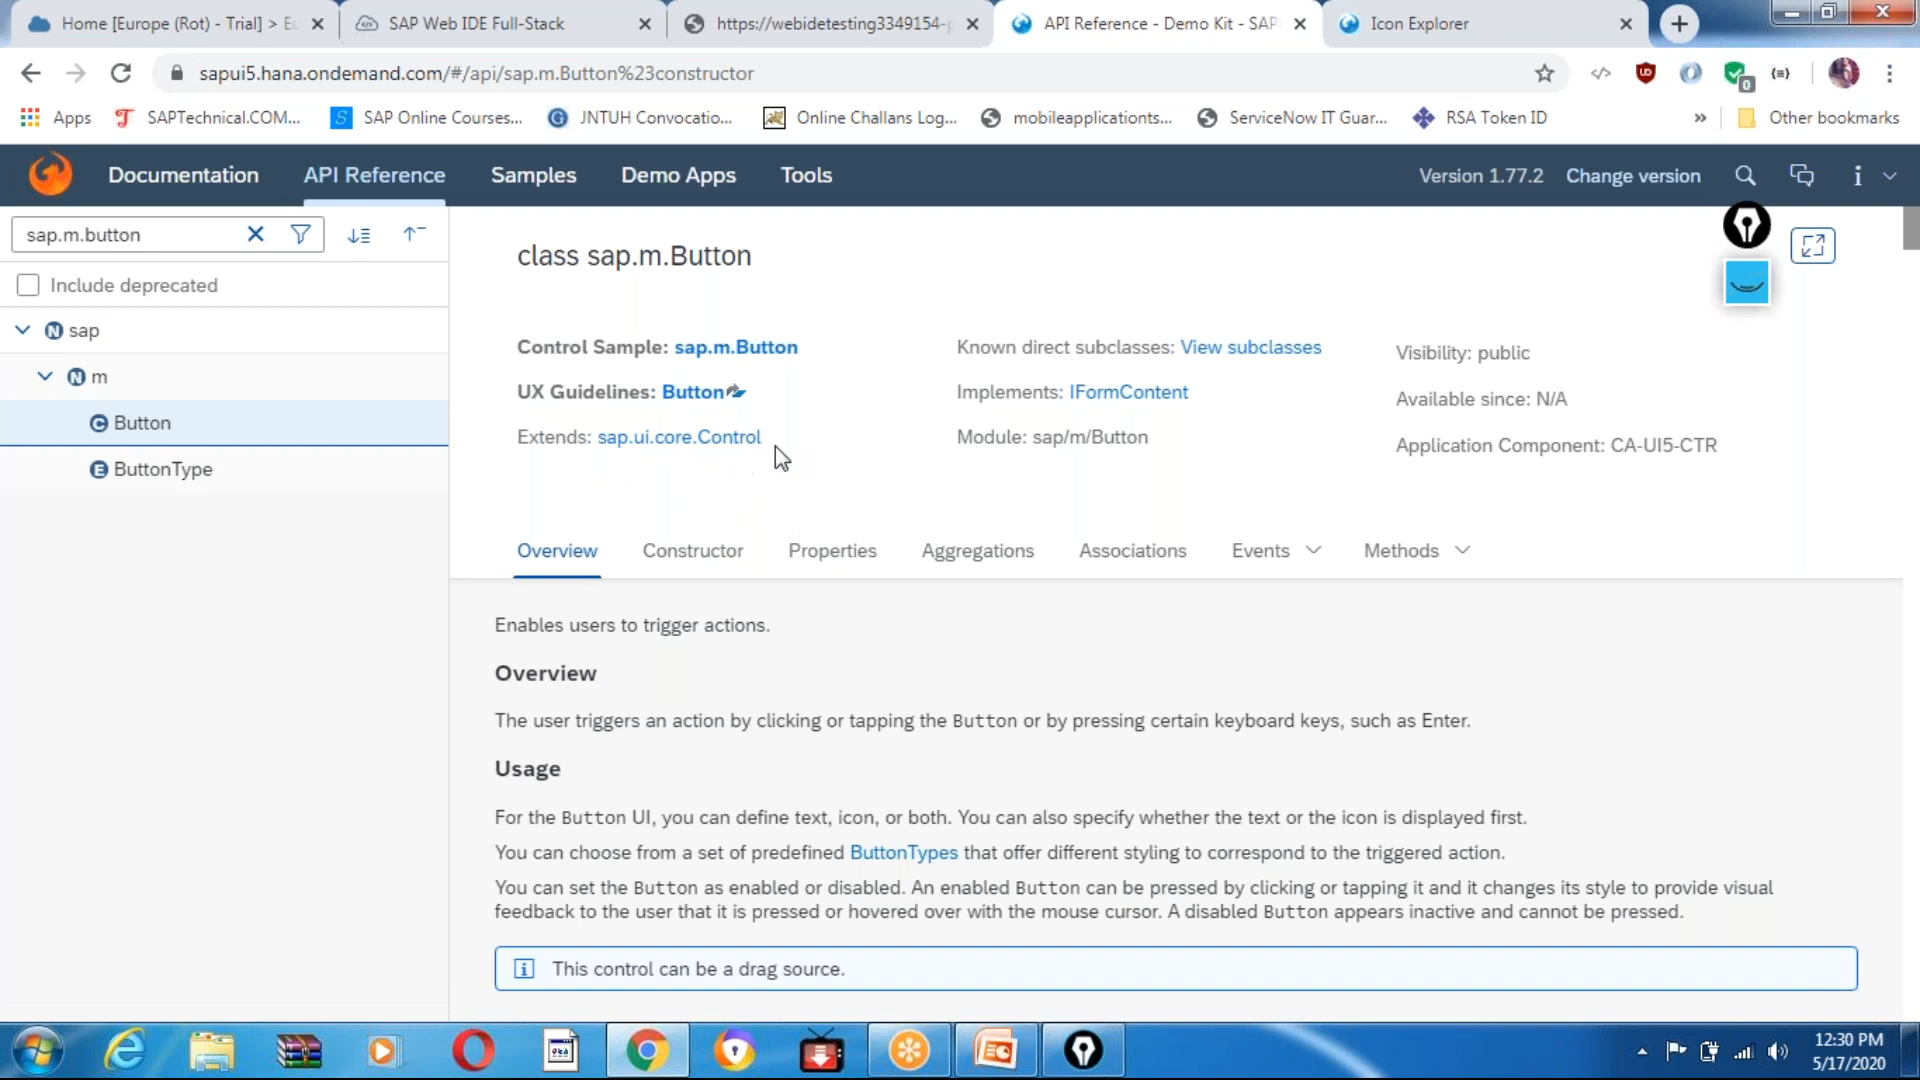 Home [Europe (Rot) - Trial] > Eu
SAP Web IDE Full-Stack
https://webidetesting3349154-p
API Reference - Demo Kit - SAP
Icon Explorer
sapui5.hana.ondemand.com/#/api/sap.m.Button%23constructor
Apps
SAPTechnical.COM...
SAP Online Courses...
JNTUH Convocatio...
Online Challans Log...
mobileapplicationts...
ServiceNow IT Guar...
RSA Token ID
»
Other bookmarks
Documentation
API Reference
Samples
Demo Apps
Tools
Version 1.77.2
Change version
sap.m.button
Include deprecated
N sap
N m
C Button
E ButtonType
class sap.m.Button
Control Sample: sap.m.Button
Known direct subclasses: View subclasses
Visibility: public
UX Guidelines: Button
Implements: IFormContent
Available since: N/A
Extends: sap.ui.core.Control
Module: sap/m/Button
Application Component: CA-UI5-CTR
Overview
Constructor
Properties
Aggregations
Associations
Events
Methods
Enables users to trigger actions.
Overview
The user triggers an action by clicking or tapping the Button or by pressing certain keyboard keys, such as Enter.
Usage
For the Button UI, you can define text, icon, or both. You can also specify whether the text or the icon is displayed first.
You can choose from a set of predefined ButtonTypes that offer different styling to correspond to the triggered action.
You can set the Button as enabled or disabled. An enabled Button can be pressed by clicking or tapping it and it changes its style to provide visual
feedback to the user that it is pressed or hovered over with the mouse cursor. A disabled Button appears inactive and cannot be pressed.
This control can be a drag source.
12:30 PM
5/17/2020